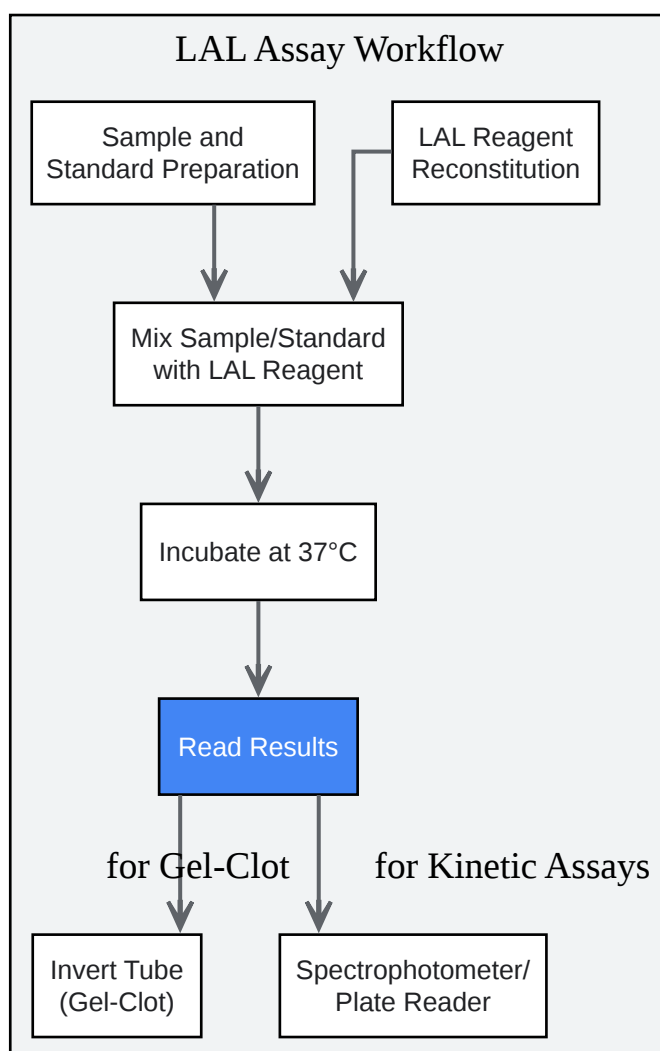 LAL Assay Workflow
Sample and
Standard Preparation
LAL Reagent
Reconstitution
Mix Sample/Standard
with LAL Reagent
Incubate at 37°C
Read Results
for Gel-Clot
for Kinetic Assays
Invert Tube
(Gel-Clot)
Spectrophotometer/
Plate Reader